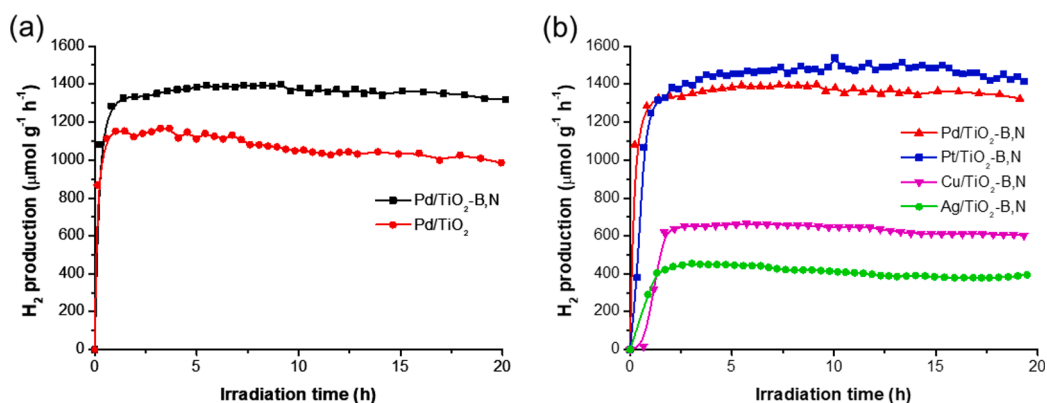 (a)
1600
1400
1200
1000
800
600
400
200
0
H₂ production (μmol g⁻¹ h⁻¹)
0 5 10 15 20
Irradiation time (h)
Pd/TiO₂-B,N
Pd/TiO₂
(b)
1600
1400
1200
1000
800
600
400
200
0
H₂ production (μmol g⁻¹ h⁻¹)
0 5 10 15 20
Irradiation time (h)
Pd/TiO₂-B,N
Pt/TiO₂-B,N
Cu/TiO₂-B,N
Ag/TiO₂-B,N